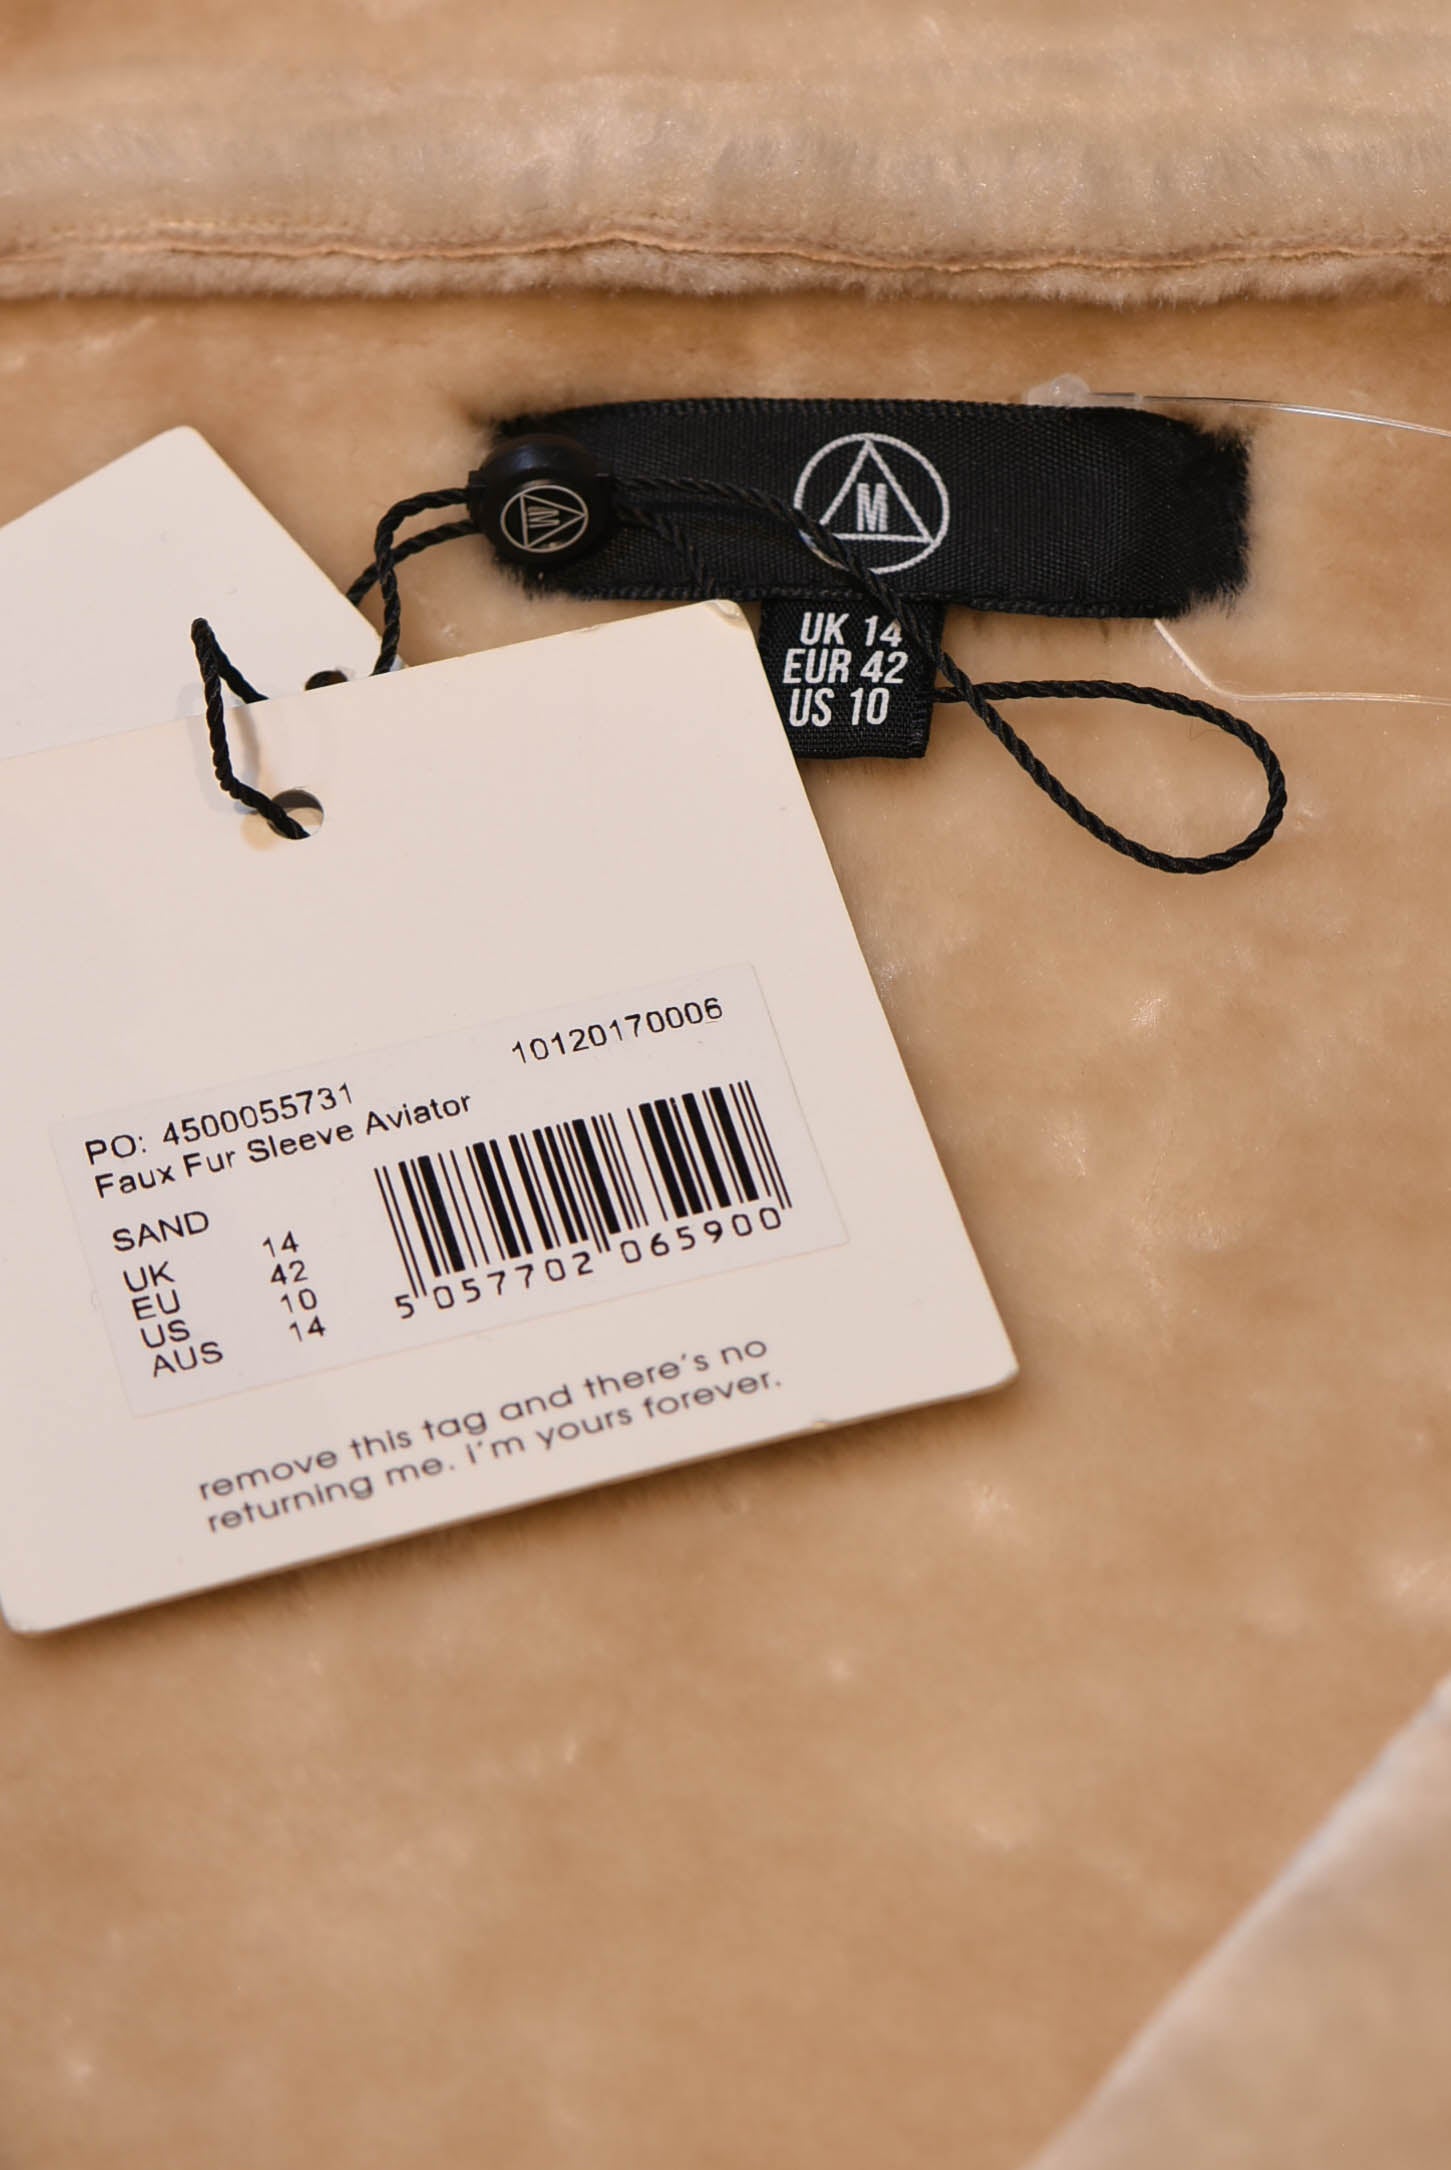 M
M
UK 14
EUR 42
US 10
10120170006
PO: 4500055731
Faux Fur Sleeve Aviator
SAND
UK 14
EU 42
US 10
AUS 14
5 057702 065900
remove this tag and there's no
returning me. I'm yours forever.